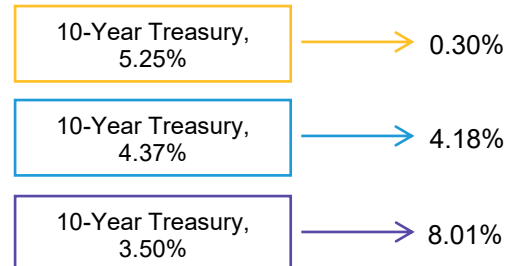 10-Year Treasury,
5.25%
0.30%
10-Year Treasury,
4.37%
4.18%
10-Year Treasury,
3.50%
8.01%